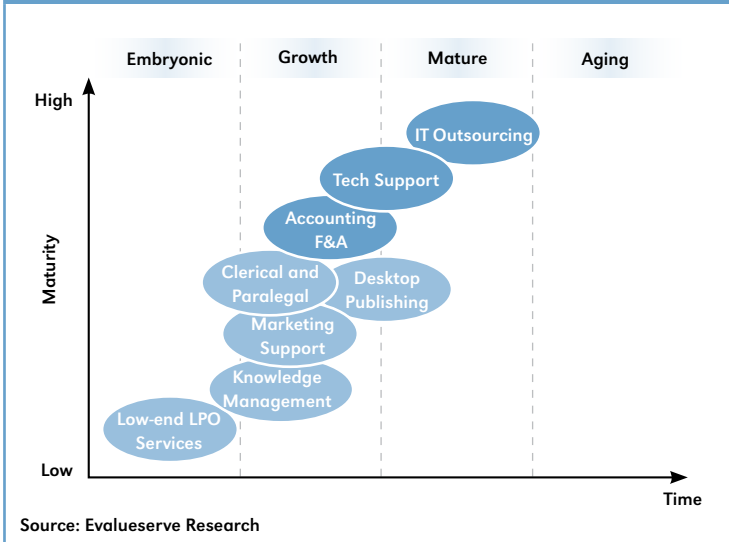 Embryonic
Growth
Mature
Aging
High
IT Outsourcing
Tech Support
Accounting
F&A
Clerical and
Paralegal
Desktop
Publishing
Marketing
Support
Knowledge
Management
Low-end LPO
Services
Maturity
Low
Time
Source: Evalueserve Research